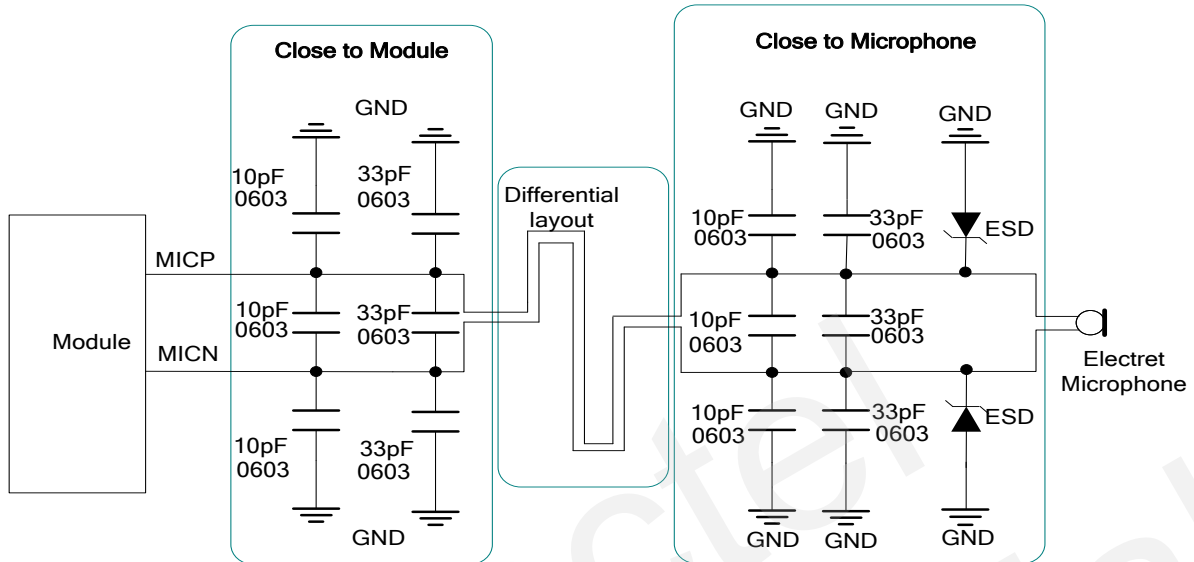 Close to Module
GND
10pF
0603
33pF
0603
MICP
10pF
0603
33pF
0603
Module
MICN
10pF
0603
33pF
0603
GND
Differential
layout
Close to Microphone
GND
GND
GND
10pF
0603
33pF
0603
ESD
10pF
0603
33pF
0603
Electret
Microphone
10pF
0603
33pF
0603
ESD
GND
GND
GND